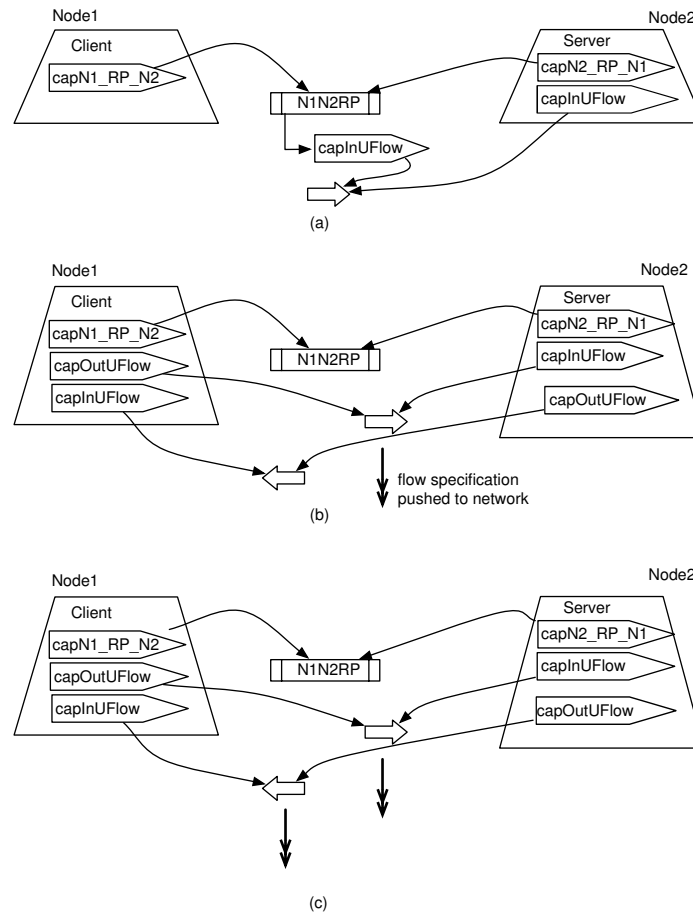 Node1
Node2
Client
Server
capN1_RP_N2
capN2_RP_N1
N1N2RP
capInUFlow
capInUFlow
(a)
Node1
Node2
Client
Server
capN1_RP_N2
capN2_RP_N1
N1N2RP
capOutUFlow
capInUFlow
capInUFlow
capOutUFlow
flow specification
pushed to network
(b)
Node1
Node2
Client
Server
capN1_RP_N2
capN2_RP_N1
N1N2RP
capOutUFlow
capInUFlow
capInUFlow
capOutUFlow
(c)